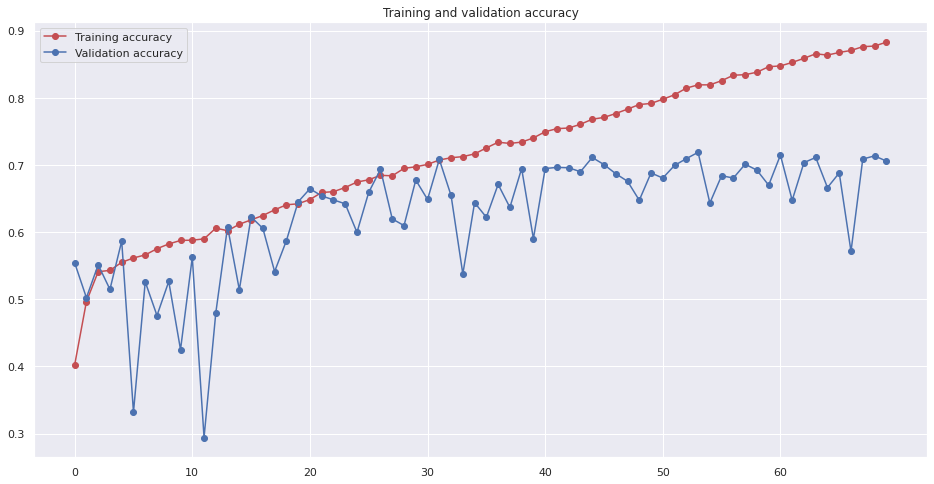 Training and validation accuracy
Training accuracy
Validation accuracy
0.9
0.8
0.7
0.6
0.5
0.4
0.3
0 10 20 30 40 50 60